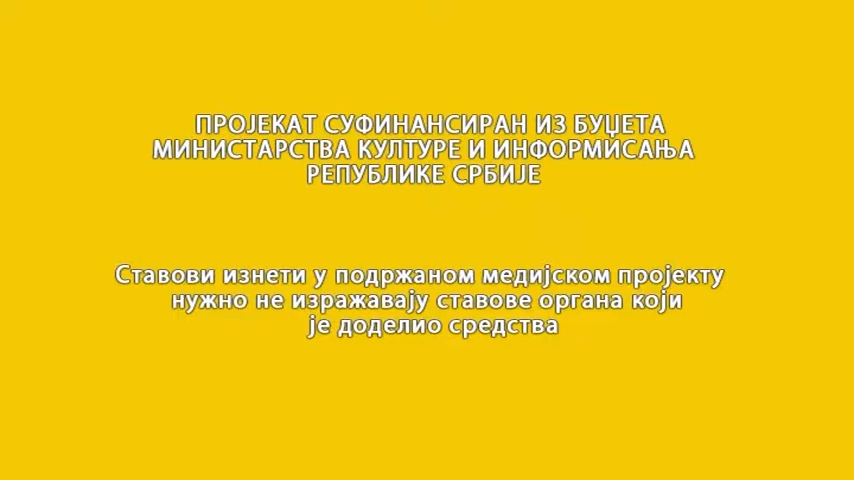 ПРОЈЕКАТ СУФИНАНСИРАН ИЗ БУЏЕТА
МИНИСТАРСТВА КУЛТУРЕ И ИНФОРМИСАЊА
РЕПУБЛИКЕ СРБИЈЕ
Ставови изнети у подржаном медијском пројекту
нужно не изражавају ставове органа који
је доделио средства